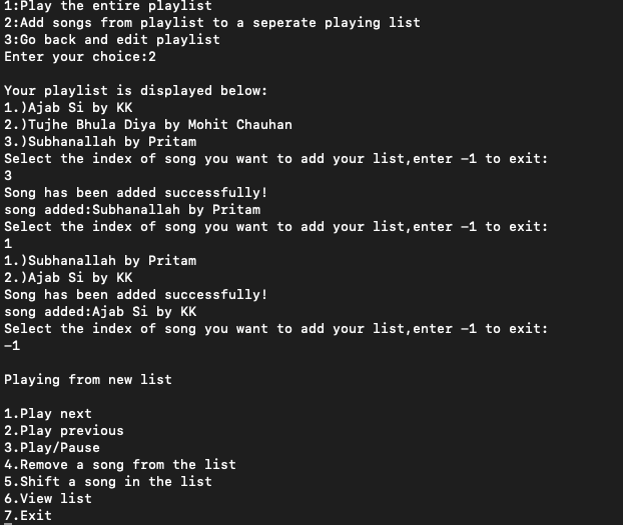 1:Play the entire playlist
2:Add songs from playlist to a seperate playing list
3:Go back and edit playlist
Enter your choice:2
Your playlist is displayed below:
1.)Ajab Si by KK
2.)Tujhe Bhula Diya by Mohit Chauhan
3.)Subhanallah by Pritam
Select the index of song you want to add your list,enter -1 to exit:
3
Song has been added successfully!
song added:Subhanallah by Pritam
Select the index of song you want to add your list,enter -1 to exit:
1
1.)Subhanallah by Pritam
2.)Ajab Si by KK
Song has been added successfully!
song added:Ajab Si by KK
Select the index of song you want to add your list,enter -1 to exit:
-1
Playing from new list
1.Play next
2.Play previous
3.Play/Pause
4.Remove a song from the list
5.Shift a song in the list
6.View list
7.Exit